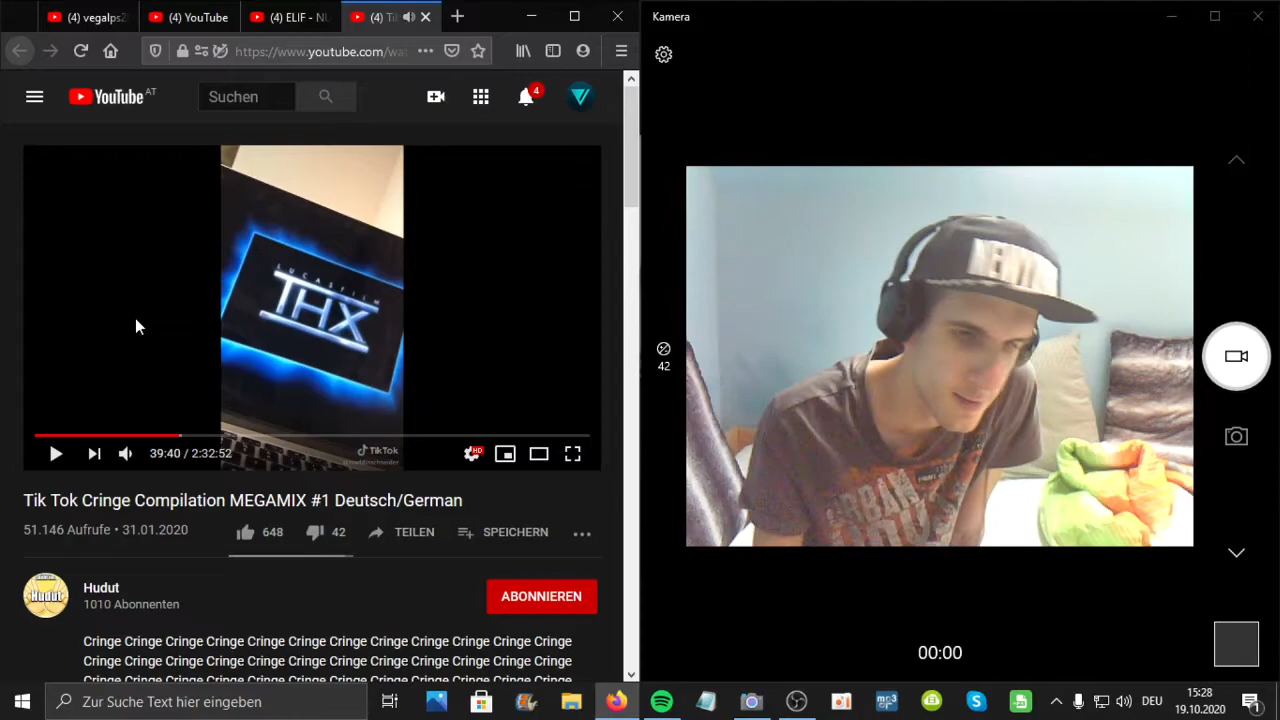 (4) vegalps2
(4) YouTube
(4) ELIF - NU
(4) Ti
Kamera
https://www.youtube.com/wa
YouTube AT
Suchen
4
LUCASFILM
THX
42
TikTok
39:40 / 2:32:52
HD
Tik Tok Cringe Compilation MEGAMIX #1 Deutsch/German
51.146 Aufrufe • 31.01.2020
648
42
TEILEN
SPEICHERN
Hudut
Hudut
1010 Abonnenten
ABONNIEREN
Cringe Cringe Cringe Cringe Cringe Cringe Cringe Cringe Cringe Cringe Cringe Cringe
Cringe Cringe Cringe Cringe Cringe Cringe Cringe Cringe Cringe Cringe Cringe Cringe
URBAN
00:00
Zur Suche Text hier eingeben
mp3
DEU
15:28
19.10.2020
1